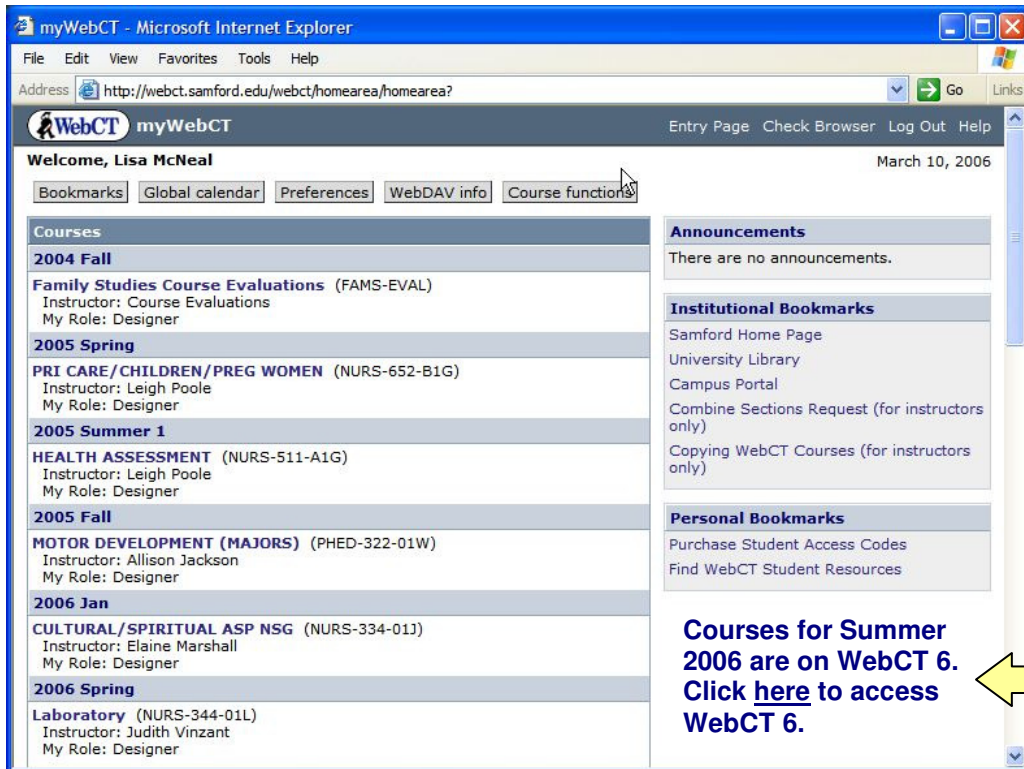 myWebCT - Microsoft Internet Explorer
File Edit View Favorites Tools Help
Address http://webct.samford.edu/webct/homearea/homearea? Go Links
WebCT myWebCT Entry Page Check Browser Log Out Help
Welcome, Lisa McNeal March 10, 2006
Bookmarks Global calendar Preferences WebDAV info Course functions
Courses
2004 Fall
Family Studies Course Evaluations (FAMS-EVAL)
Instructor: Course Evaluations
My Role: Designer
2005 Spring
PRI CARE/CHILDREN/PREG WOMEN (NURS-652-B1G)
Instructor: Leigh Poole
My Role: Designer
2005 Summer 1
HEALTH ASSESSMENT (NURS-511-A1G)
Instructor: Leigh Poole
My Role: Designer
2005 Fall
MOTOR DEVELOPMENT (MAJORS) (PHED-322-01W)
Instructor: Allison Jackson
My Role: Designer
2006 Jan
CULTURAL/SPIRITUAL ASP NSG (NURS-334-01J)
Instructor: Elaine Marshall
My Role: Designer
2006 Spring
Laboratory (NURS-344-01L)
Instructor: Judith Vinzant
My Role: Designer
Announcements
There are no announcements.
Institutional Bookmarks
Samford Home Page
University Library
Campus Portal
Combine Sections Request (for instructors
only)
Copying WebCT Courses (for instructors
only)
Personal Bookmarks
Purchase Student Access Codes
Find WebCT Student Resources
Courses for Summer
2006 are on WebCT 6.
Click here to access
WebCT 6.